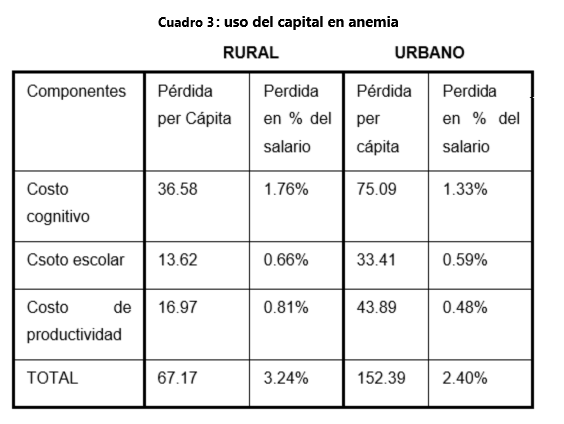 Cuadro 3: uso del capital en anemia
RURAL URBANO
Componentes Pérdida Perdida Pérdida Perdida
per Cápita en % del per en % del
salario cápita salario
Costo 36.58 1.76% 75.09 1.33%
cognitivo
Csoto escolar 13.62 0.66% 33.41 0.59%
Costo de 16.97 0.81% 43.89 0.48%
productividad
TOTAL 67.17 3.24% 152.39 2.40%